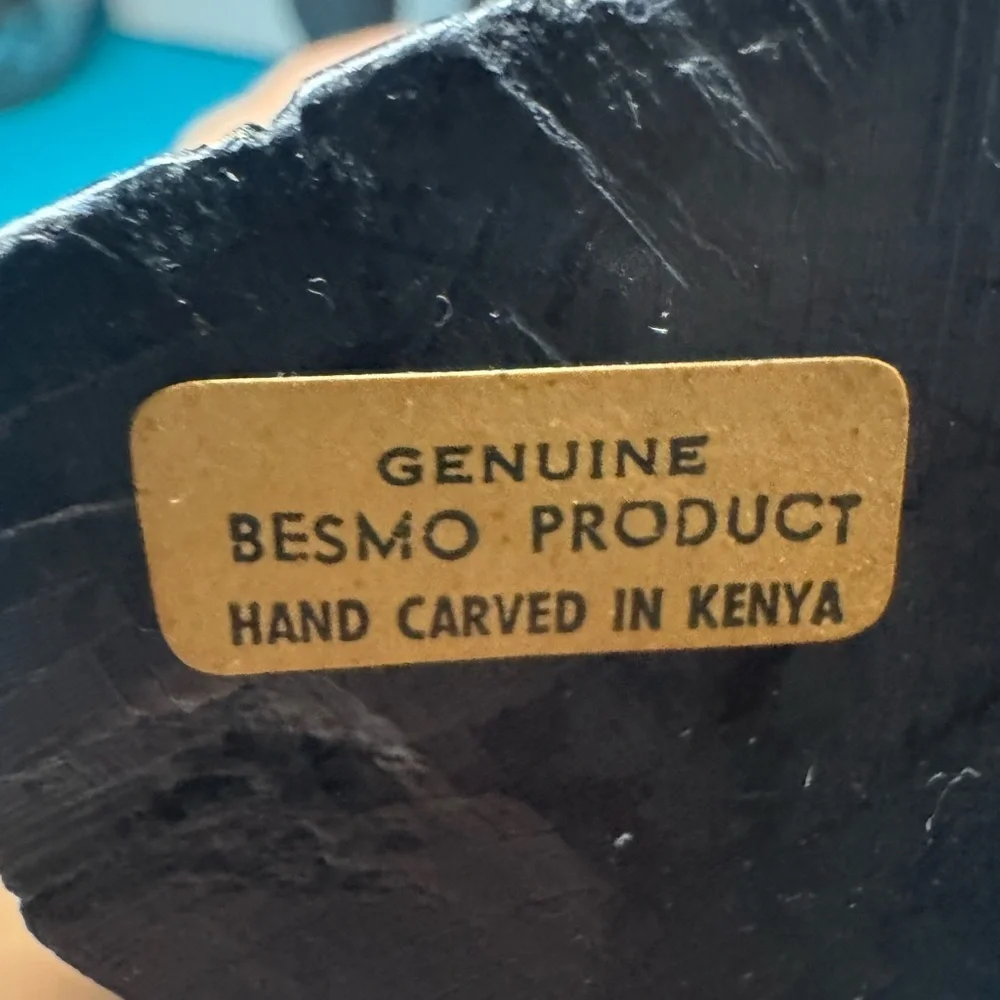 GENUINE
BESMO PRODUCT
HAND CARVED IN KENYA